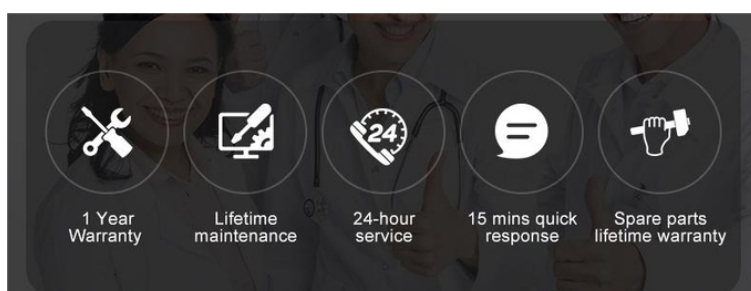 24
1 Year
Warranty
Lifetime
maintenance
24-hour
service
15 mins quick
response
Spare parts
lifetime warranty